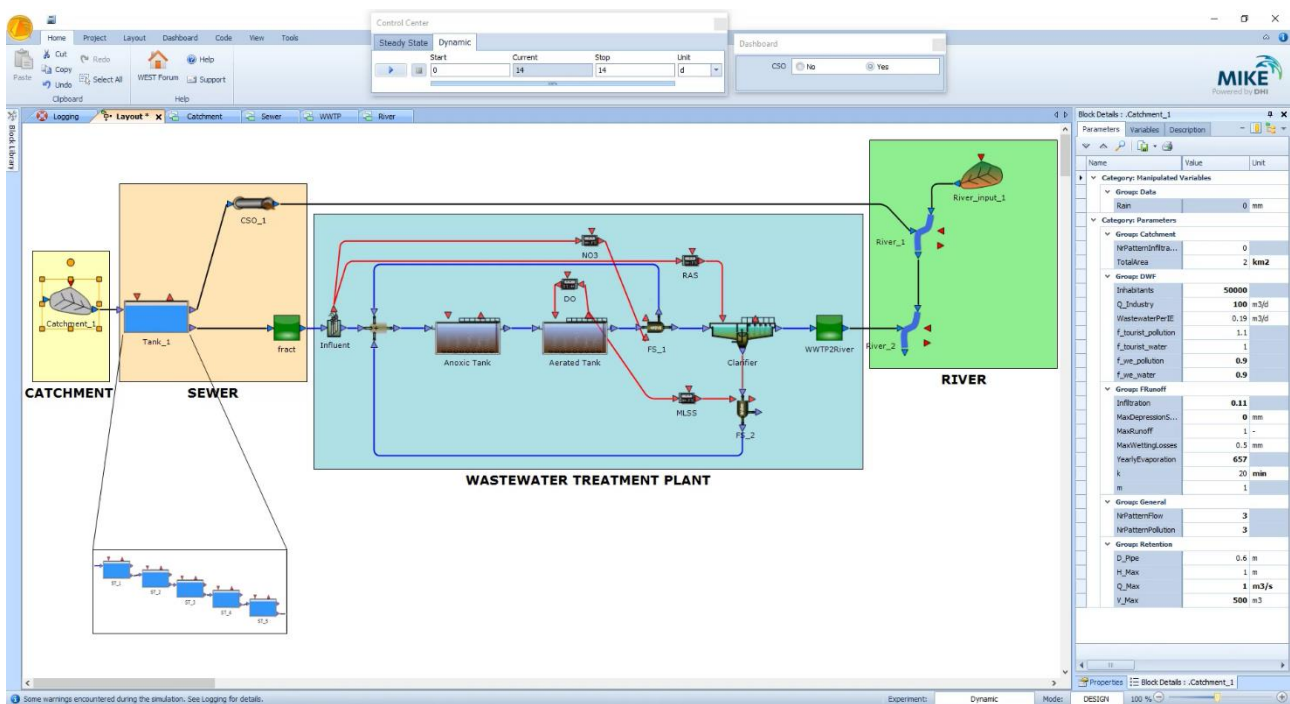 Home Project Layout Dashboard Code View Tools
Paste
Cut
Copy
Undo
Redo
Select All
Clipboard
WEST Forum
Help
Support
Help
Control Center
Steady State Dynamic
Start Current Stop Unit
0 14 14 d
Dashboard
CSO No Yes
MIKE
Powered by DHI
Block Library
Logging Layout * x Catchment Sewer WWTP River
CATCHMENT
Catchment_1
SEWER
CSO_1
Tank_1
fract
WASTEWATER TREATMENT PLANT
NO3
RAS
DO
Influent
Anoxic Tank
Aerated Tank
FS_1
Clarifier
WWTP2River
MLSS
FS_2
RIVER
River_input_1
River_1
River_2
ST_1
ST_2
ST_3
ST_4
ST_5
Block Details : .Catchment_1
Parameters Variables Description
Name Value Unit
Category: Manipulated Variables
Group: Data
Rain 0 mm
Category: Parameters
Group: Catchment
NrPatternInfiltra... 0
TotalArea 2 km2
Group: DWF
Inhabitants 50000
Q_Industry 100 m3/d
WastewaterPerIE 0.19 m3/d
f_tourist_pollution 1.1
f_tourist_water 1
f_we_pollution 0.9
f_we_water 0.9
Group: FRunoff
Infiltration 0.11
MaxDepressionS... 0 mm
MaxRunoff 1 -
MaxWettingLosses 0.5 mm
YearlyEvaporation 657
k 20 min
m 1
Group: General
NrPatternFlow 3
NrPatternPollution 3
Group: Retention
D_Pipe 0.6 m
H_Max 1 m
Q_Max 1 m3/s
V_Max 500 m3
Properties Block Details : .Catchment_1
Some warnings encountered during the simulation. See Logging for details.
Experiment: Dynamic Mode: DESIGN 100 %